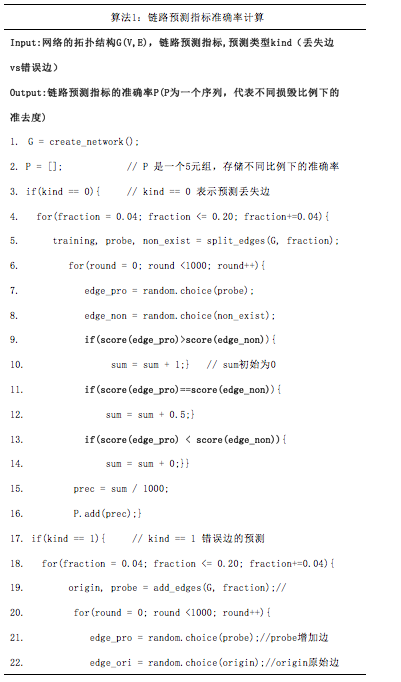 算法1: 链路预测指标准确率计算
Input:网络的拓扑结构G(V,E), 链路预测指标,预测类型kind (丢失边
vs错误边)
Output:链路预测指标的准确率P(P为一个序列, 代表不同损毁比例下的
准去度)
1. G = create_network();
2. P = []; // P 是一个5元组, 存储不同比例下的准确率
3. if(kind == 0){ // kind == 0 表示预测丢失边
4. for(fraction = 0.04; fraction <= 0.20; fraction+=0.04){
5. training, probe, non_exist = split_edges(G, fraction);
6. for(round = 0; round <1000; round++){
7. edge_pro = random.choice(probe);
8. edge_non = random.choice(non_exist);
9. if(score(edge_pro)>score(edge_non)){
10. sum = sum + 1;} // sum初始为0
11. if(score(edge_pro)==score(edge_non)){
12. sum = sum + 0.5;}
13. if(score(edge_pro) < score(edge_non)){
14. sum = sum + 0;}}
15. prec = sum / 1000;
16. P.add(prec);}
17. if(kind == 1){ // kind == 1 错误边的预测
18. for(fraction = 0.04; fraction <= 0.20; fraction+=0.04){
19. origin, probe = add_edges(G, fraction);//
20. for(round = 0; round <1000; round++){
21. edge_pro = random.choice(probe);//probe增加边
22. edge_ori = random.choice(origin);//origin原始边